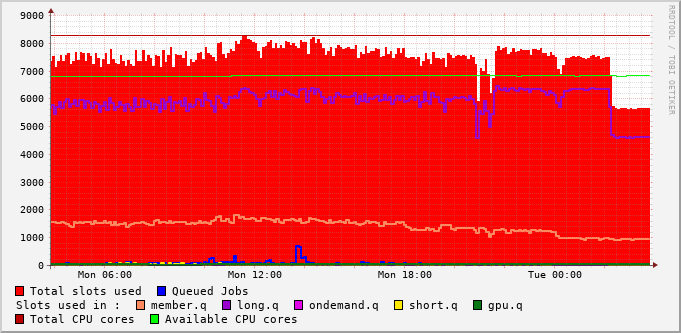 9000
8000
7000
6000
5000
4000
3000
2000
1000
0
Mon 06:00 Mon 12:00 Mon 18:00 Tue 00:00
Total slots used Queued Jobs
Slots used in : member.q long.q ondemand.q short.q gpu.q
Total CPU cores Available CPU cores
RRDTOOL / TOBI OETIKER